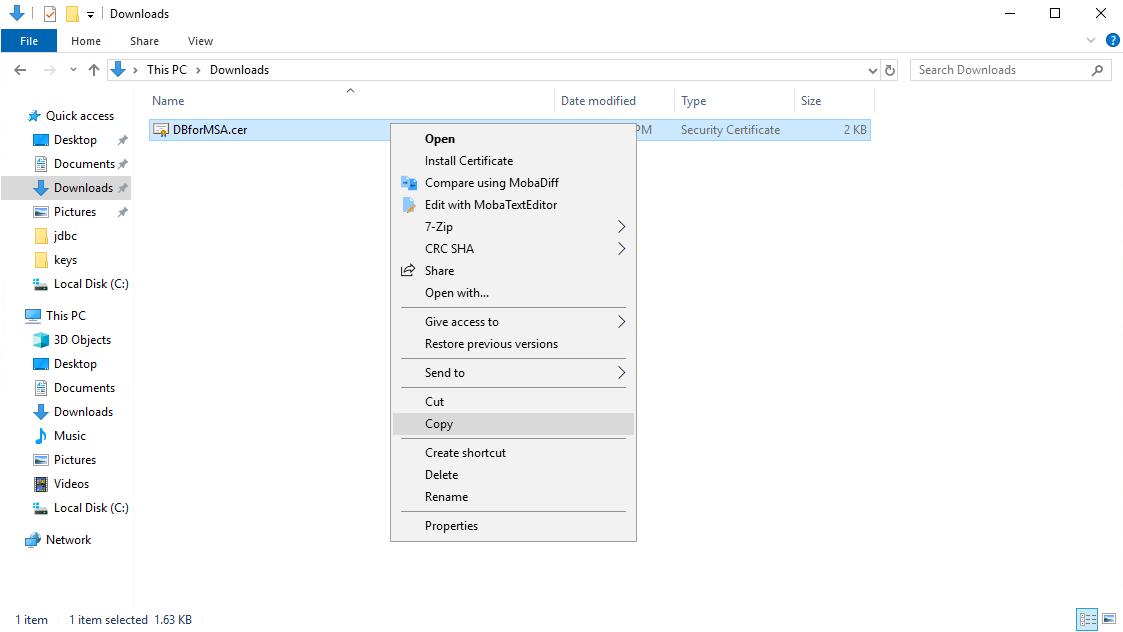 Downloads
File Home Share View
This PC > Downloads
Search Downloads
Name Date modified Type Size
DBforMSA.cer PM Security Certificate 2 KB
Quick access
Desktop
Documents
Downloads
Pictures
jdbc
keys
Local Disk (C:)
This PC
3D Objects
Desktop
Documents
Downloads
Music
Pictures
Videos
Local Disk (C:)
Network
Open
Install Certificate
Compare using MobaDiff
Edit with MobaTextEditor
7-Zip
CRC SHA
Share
Open with...
Give access to
Restore previous versions
Send to
Cut
Copy
Create shortcut
Delete
Rename
Properties
1 item 1 item selected 1.63 KB